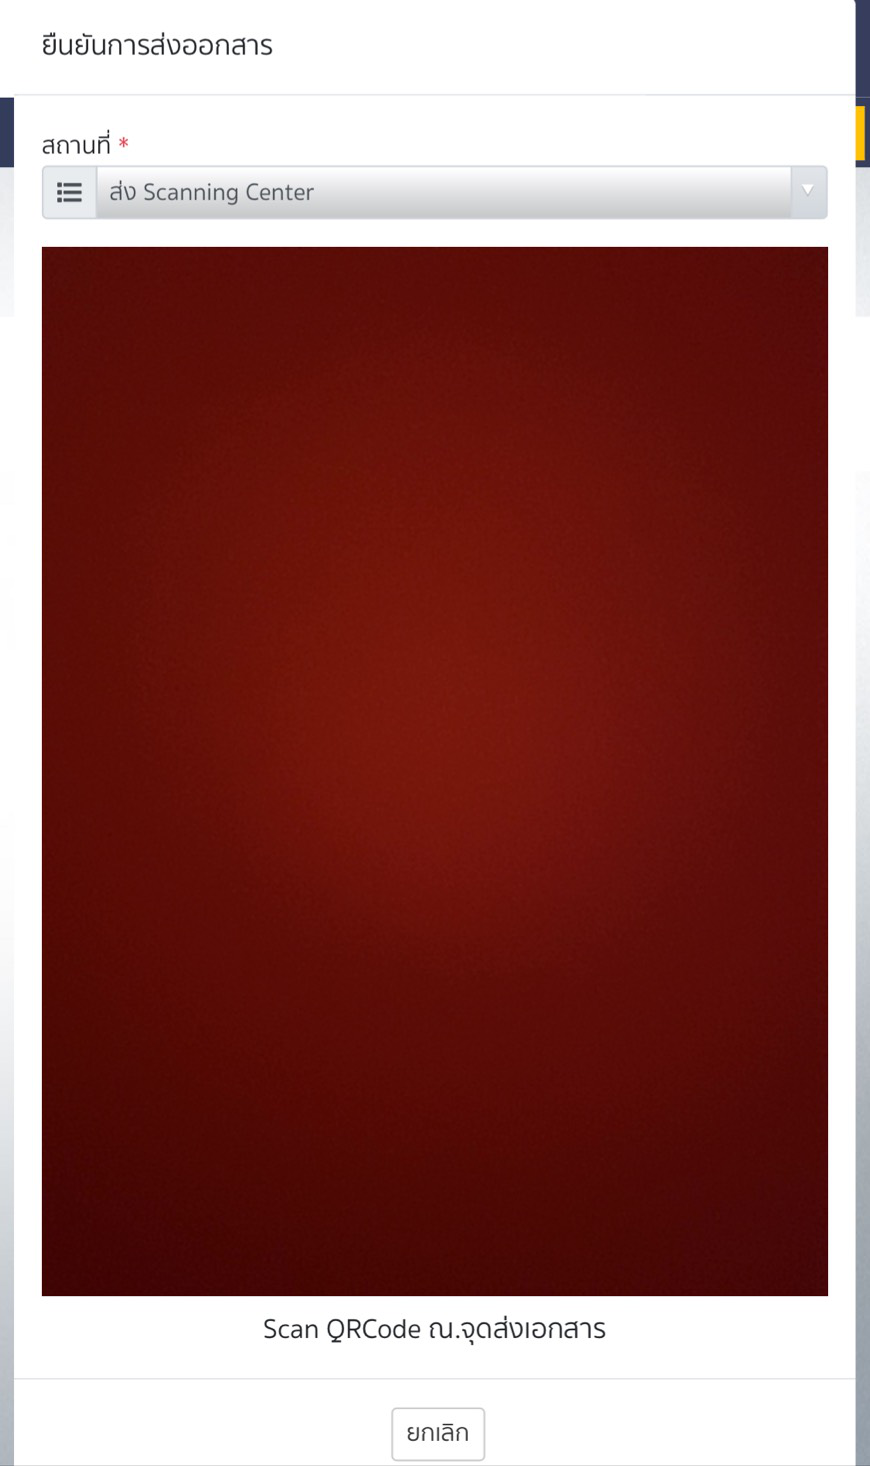 ยืนยันการส่งออกสาร
สถานที่ *
ส่ง Scanning Center
Scan QRCode ณ.จุดส่งเอกสาร
ยกเลิก